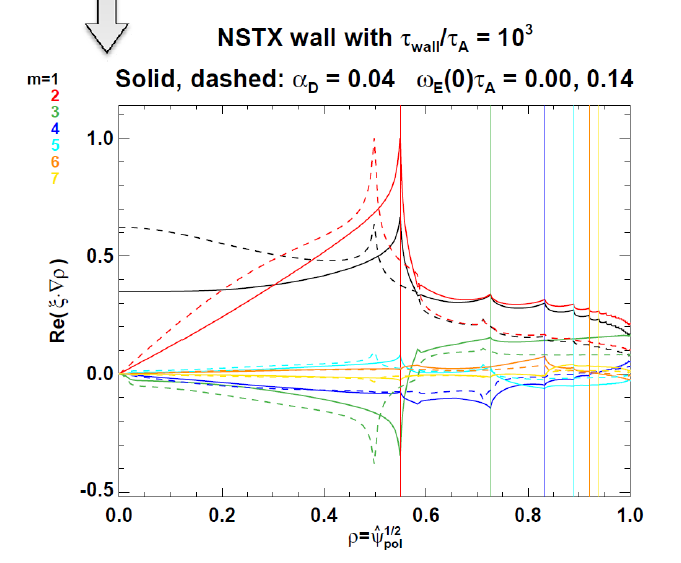 NSTX wall with τwall/τA = 10³
m=1 Solid, dashed: αD = 0.04 ωE(0)τA = 0.00, 0.14
2
3
4
5
6
7
1.0
0.5
0.0
-0.5
Re(ξ·∇ρ)
0.0 0.2 0.4 0.6 0.8 1.0
ρ=ψ̂pol^1/2